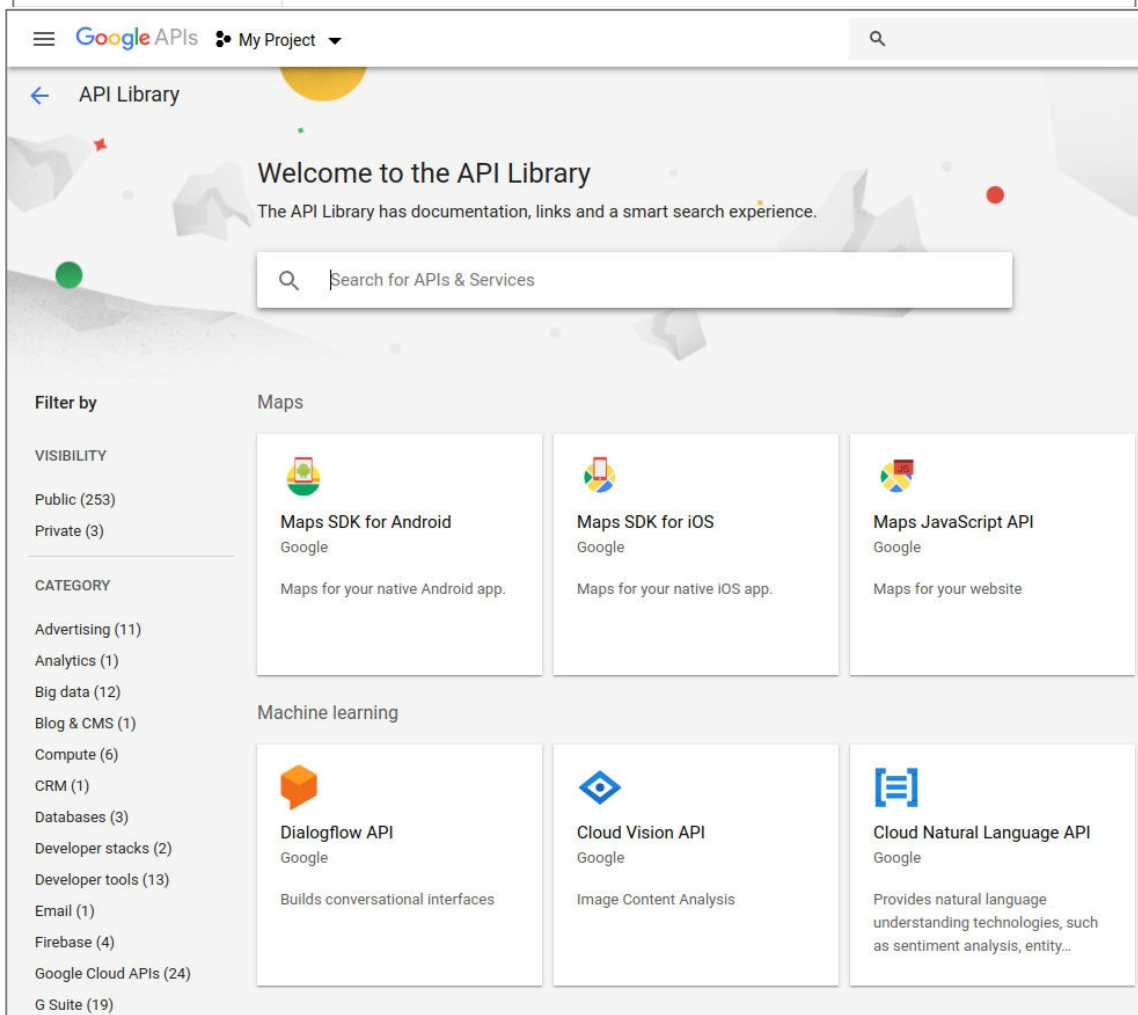 Google APIs My Project
API Library
Welcome to the API Library
The API Library has documentation, links and a smart search experience.
Search for APIs & Services
Filter by
VISIBILITY
Public (253)
Private (3)
CATEGORY
Advertising (11)
Analytics (1)
Big data (12)
Blog & CMS (1)
Compute (6)
CRM (1)
Databases (3)
Developer stacks (2)
Developer tools (13)
Email (1)
Firebase (4)
Google Cloud APIs (24)
G Suite (19)
Maps
Maps SDK for Android
Google
Maps for your native Android app.
Maps SDK for iOS
Google
Maps for your native iOS app.
JS
Maps JavaScript API
Google
Maps for your website
Machine learning
Dialogflow API
Google
Builds conversational interfaces
Cloud Vision API
Google
Image Content Analysis
Cloud Natural Language API
Google
Provides natural language
understanding technologies, such
as sentiment analysis, entity...